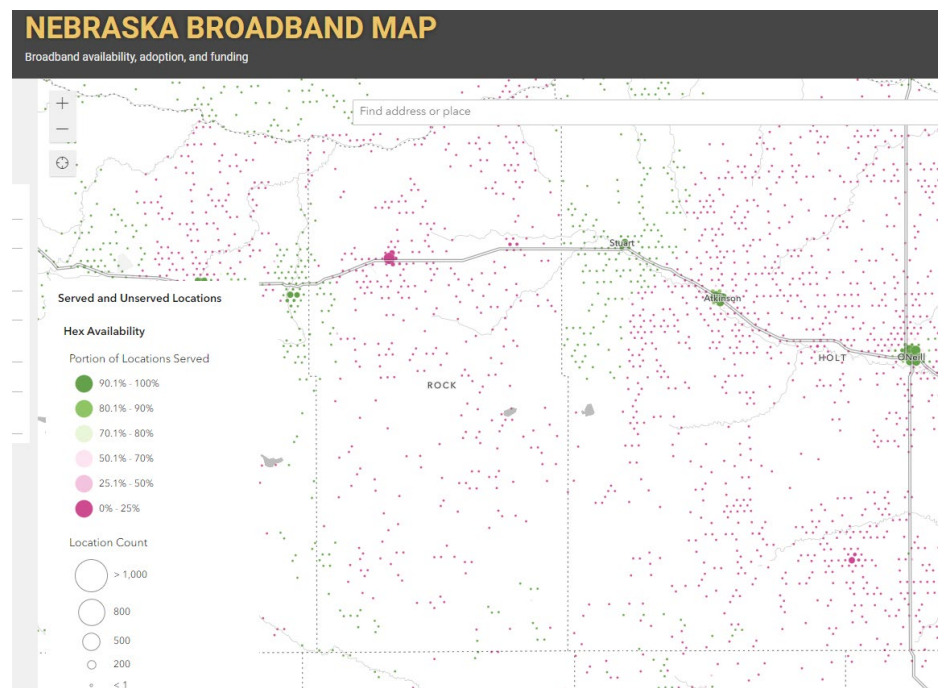 NEBRASKA BROADBAND MAP
Broadband availability, adoption, and funding
+
Find address or place
−
Stuart
Served and Unserved Locations
Atkinson
Hex Availability
HOLT
ONeill
Portion of Locations Served
90.1% - 100%
ROCK
80.1% - 90%
70.1% - 80%
50.1% - 70%
25.1% - 50%
0% - 25%
Location Count
> 1,000
800
500
200
< 1